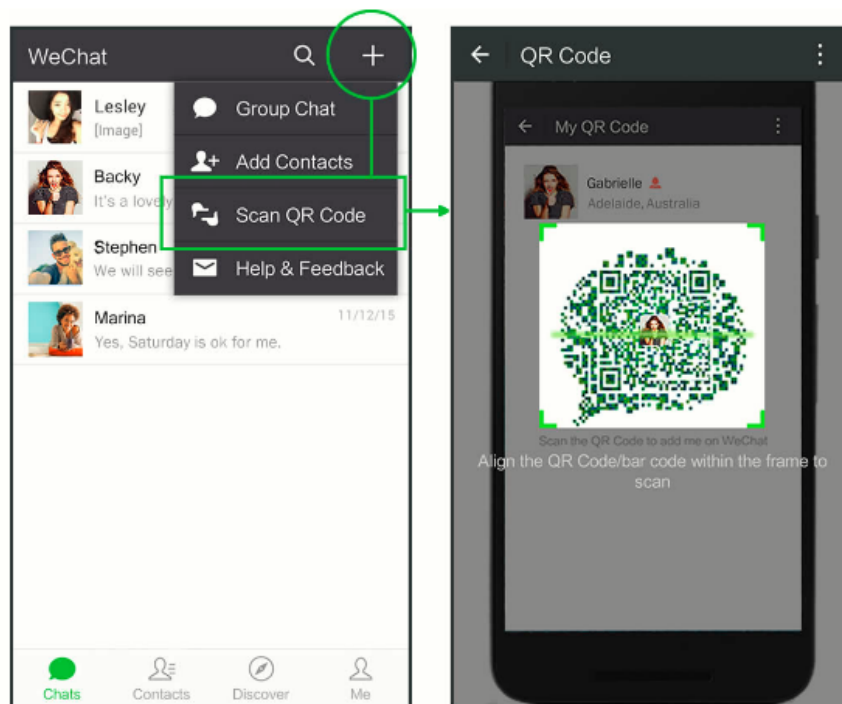 WeChat
Lesley
[Image]
Backy
It's a lovely
Stephen
We will see
Marina
11/12/15
Yes, Saturday is ok for me.
Group Chat
Add Contacts
Scan QR Code
Help & Feedback
Chats
Contacts
Discover
Me
QR Code
My QR Code
Gabrielle
Adelaide, Australia
Scan the QR Code to add me on WeChat
Align the QR Code/bar code within the frame to
scan